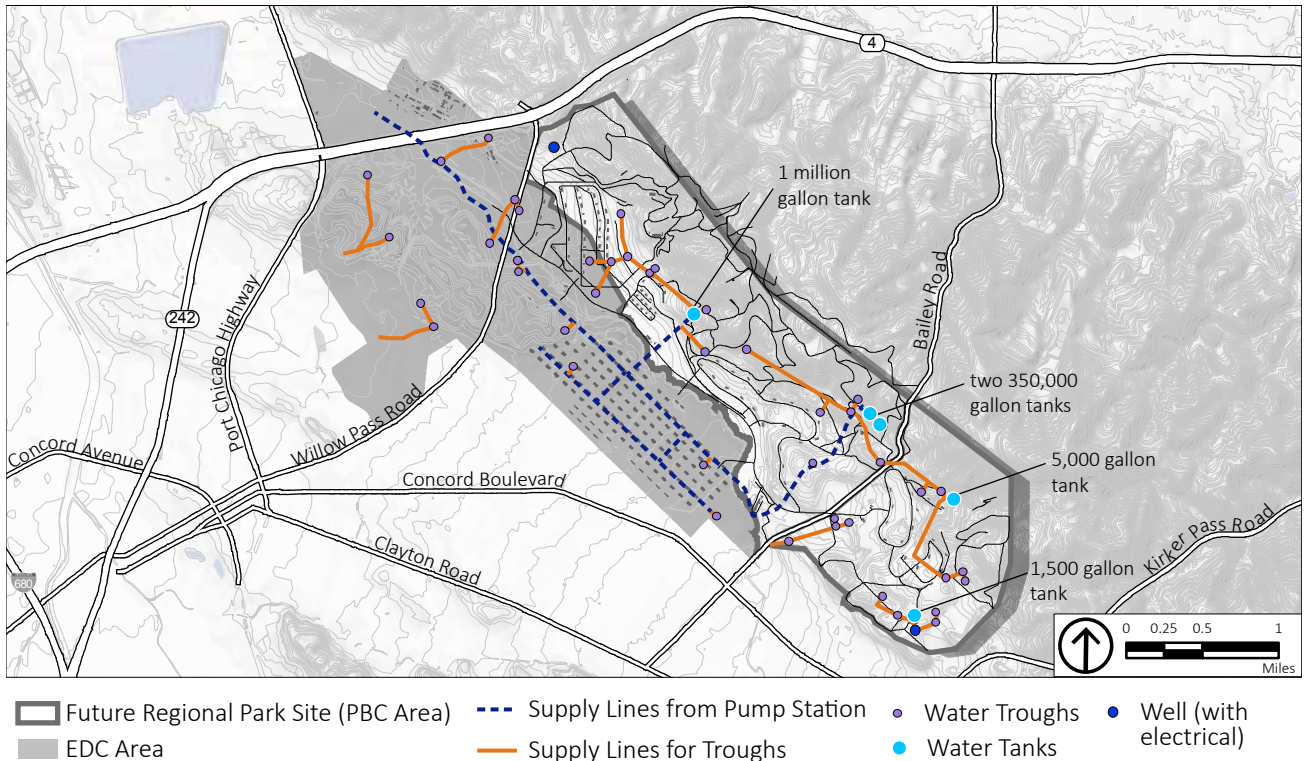 4
1 million
gallon tank
242
Port Chicago Highway
Bailey Road
two 350,000
gallon tanks
Willow Pass Road
Concord Avenue
5,000 gallon
tank
Concord Boulevard
Kirker Pass Road
Clayton Road
680
1,500 gallon
tank
0 0.25 0.5 1
Miles
Future Regional Park Site (PBC Area)
EDC Area
Supply Lines from Pump Station
Supply Lines for Troughs
Water Troughs
Water Tanks
Well (with
electrical)